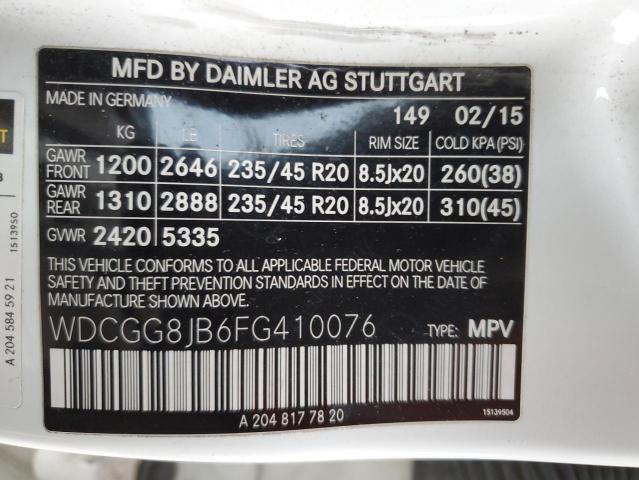 MFD BY DAIMLER AG STUTTGART
MADE IN GERMANY 149 02/15
KG LB TIRES RIM SIZE COLD KPA (PSI)
GAWR FRONT 1200 2646 235/45 R20 8.5Jx20 260(38)
GAWR REAR 1310 2888 235/45 R20 8.5Jx20 310(45)
GVWR 2420 5335
THIS VEHICLE CONFORMS TO ALL APPLICABLE FEDERAL MOTOR VEHICLE
SAFETY AND THEFT PREVENTION STANDARDS IN EFFECT ON THE DATE
OF MANUFACTURE SHOWN ABOVE.
WDCGG8JB6FG410076 TYPE: MPV
A 204 817 78 20
15139504
A 204 584 59 21 1513950